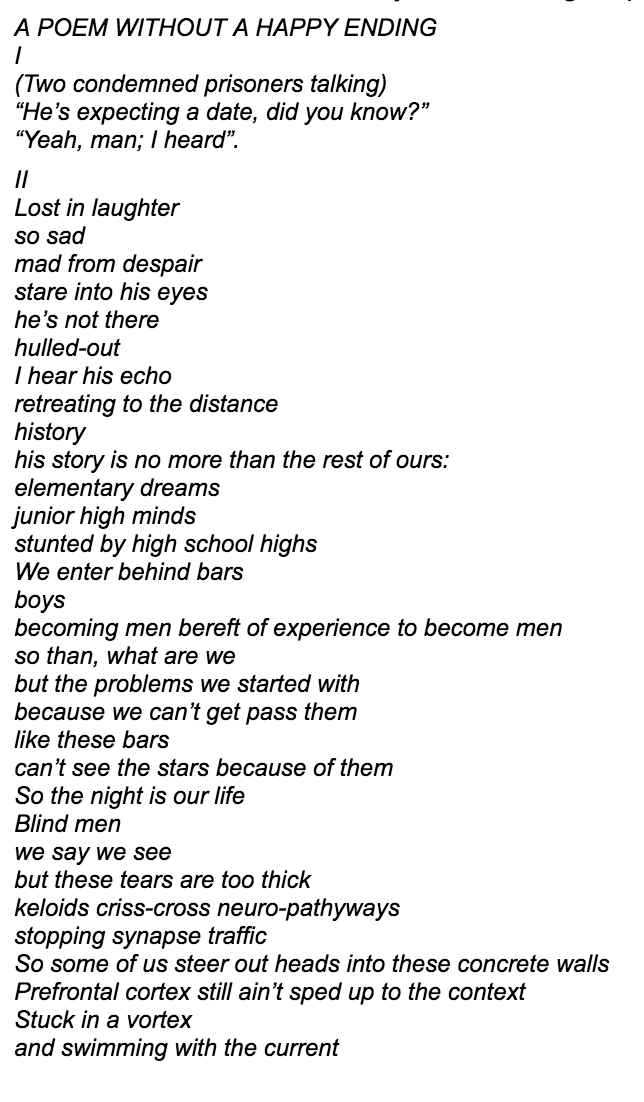 A POEM WITHOUT A HAPPY ENDING
I
(Two condemned prisoners talking)
“He’s expecting a date, did you know?”
“Yeah, man; I heard”.
II
Lost in laughter
so sad
mad from despair
stare into his eyes
he’s not there
hulled-out
I hear his echo
retreating to the distance
history
his story is no more than the rest of ours:
elementary dreams
junior high minds
stunted by high school highs
We enter behind bars
boys
becoming men bereft of experience to become men
so than, what are we
but the problems we started with
because we can’t get pass them
like these bars
can’t see the stars because of them
So the night is our life
Blind men
we say we see
but these tears are too thick
keloids criss-cross neuro-pathyways
stopping synapse traffic
So some of us steer out heads into these concrete walls
Prefrontal cortex still ain’t sped up to the context
Stuck in a vortex
and swimming with the current